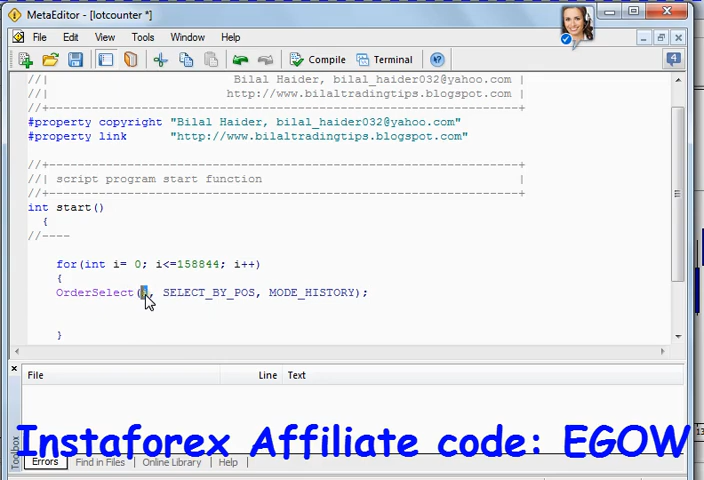 MetaEditor - [lotcounter *]
File Edit View Tools Window Help
Compile Terminal 4
//| Bilal Haider, bilal_haider032@yahoo.com |
//| http://www.bilaltradingtips.blogspot.com |
//+------------------------------------------------------------------+
#property copyright "Bilal Haider, bilal_haider032@yahoo.com"
#property link "http://www.bilaltradingtips.blogspot.com"
//+------------------------------------------------------------------+
//| script program start function |
//+------------------------------------------------------------------+
int start()
{
//----
for(int i= 0; i<=158844; i++)
{
OrderSelect( , SELECT_BY_POS, MODE_HISTORY);
}
File Line Text
Instaforex Affiliate code: EGOW
Toolbox
Errors Find in Files Online Library Help